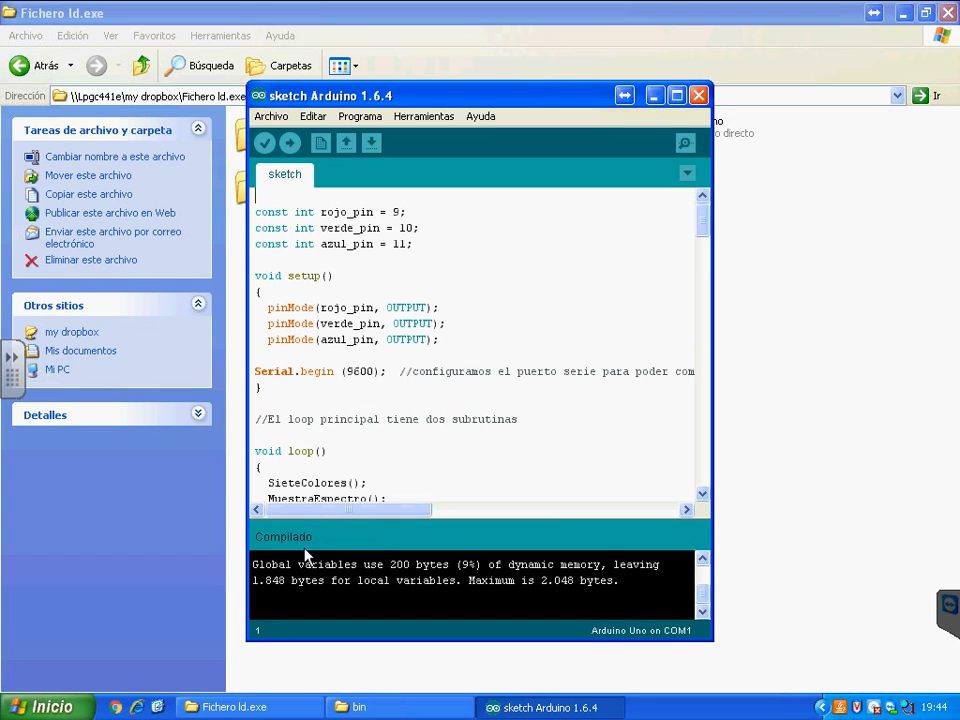 Fichero ld.exe
Archivo Edición Ver Favoritos Herramientas Ayuda
Atrás Búsqueda Carpetas
Dirección \\Lpgc441e\my dropbox\Fichero ld.exe Ir
Tareas de archivo y carpeta
Cambiar nombre a este archivo
Mover este archivo
Copiar este archivo
Publicar este archivo en Web
Enviar este archivo por correo
electrónico
Eliminar este archivo
Otros sitios
my dropbox
Mis documentos
Mi PC
Detalles
no
o directo
sketch Arduino 1.6.4
Archivo Editar Programa Herramientas Ayuda
sketch
const int rojo_pin = 9;
const int verde_pin = 10;
const int azul_pin = 11;
void setup()
{
pinMode(rojo_pin, OUTPUT);
pinMode(verde_pin, OUTPUT);
pinMode(azul_pin, OUTPUT);
Serial.begin (9600); //configuramos el puerto serie para poder com
}
//El loop principal tiene dos subrutinas
void loop()
{
SieteColores();
MuestraEspectro();
Compilado
Global variables use 200 bytes (9%) of dynamic memory, leaving
1.848 bytes for local variables. Maximum is 2.048 bytes.
1 Arduino Uno on COM1
Inicio Fichero ld.exe bin sketch Arduino 1.6.4 19:44